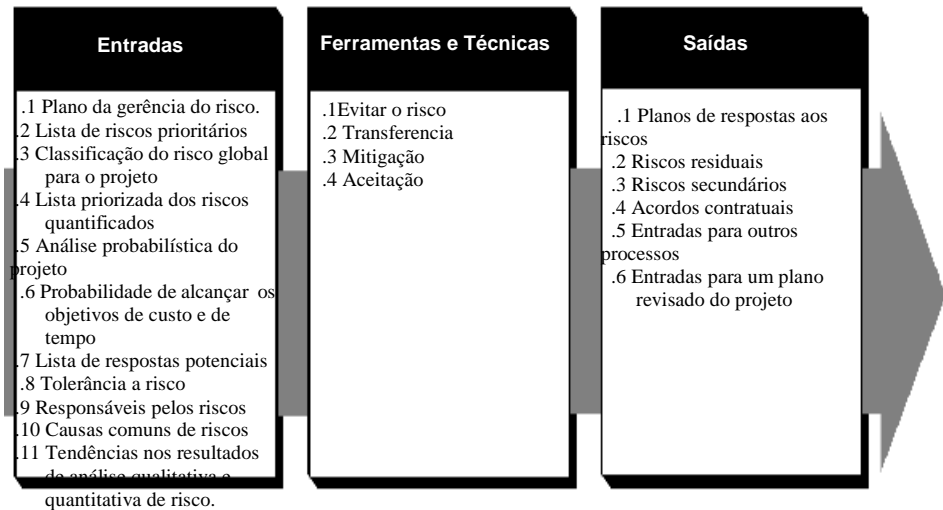 Entradas
.1 Plano da gerência do risco.
.2 Lista de riscos prioritários
.3 Classificação do risco global
para o projeto
.4 Lista priorizada dos riscos
quantificados
.5 Análise probabilística do
projeto
.6 Probabilidade de alcançar os
objetivos de custo e de
tempo
.7 Lista de respostas potenciais
.8 Tolerância a risco
.9 Responsáveis pelos riscos
.10 Causas comuns de riscos
.11 Tendências nos resultados
de análise qualitativa e
quantitativa de risco.
Ferramentas e Técnicas
.1Evitar o risco
.2 Transferencia
.3 Mitigação
.4 Aceitação
Saídas
.1 Planos de respostas aos
riscos
.2 Riscos residuais
.3 Riscos secundários
.4 Acordos contratuais
.5 Entradas para outros
processos
.6 Entradas para um plano
revisado do projeto